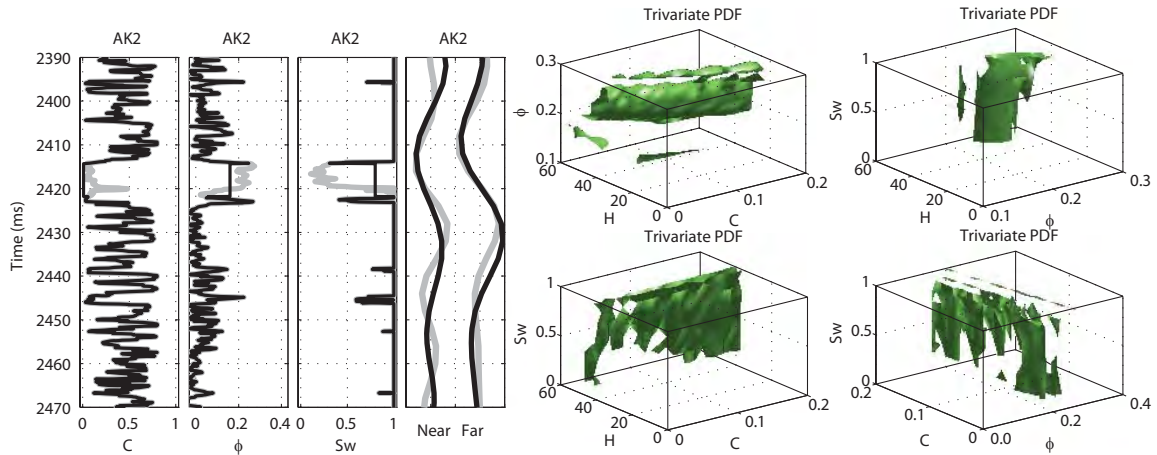 AK2 AK2 AK2 AK2
2390
2400
2410
2420
2430
2440
2450
2460
2470
Time (ms)
0 0.5 1 0 0.2 0.4 0 0.5 1 Near Far
C ϕ Sw
Trivariate PDF
0.3
0.2
0.1
ϕ
60 40 20 0
H
0 0.1 0.2
C
Trivariate PDF
1
0.5
0
Sw
60 40 20 0
H
0.1 0.2 0.3
ϕ
Trivariate PDF
1
0.5
0
Sw
60 40 20 0
H
0 0.1 0.2
C
Trivariate PDF
1
0.5
0
Sw
0.2 0.1 0
C
0.0 0.2 0.4
ϕ